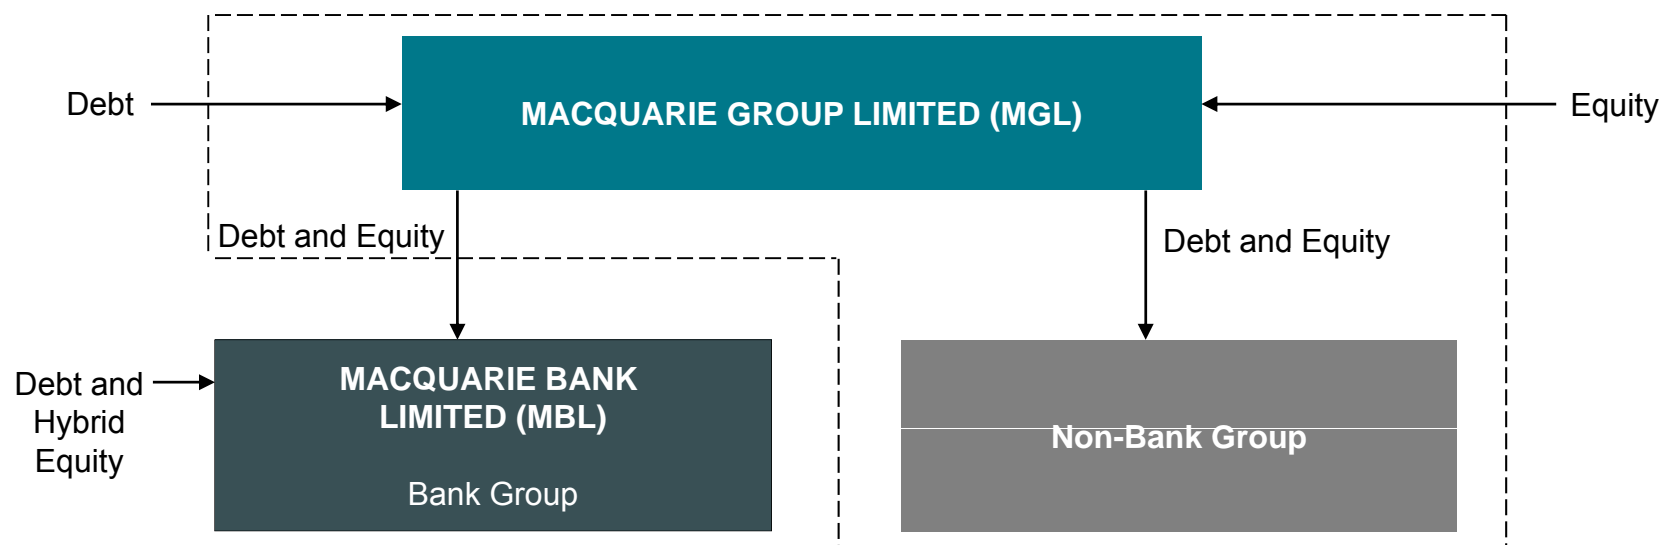 Debt
MACQUARIE GROUP LIMITED (MGL)
Equity
Debt and Equity
Debt and Equity
Debt and
Hybrid
Equity
MACQUARIE BANK
LIMITED (MBL)
Bank Group
Non-Bank Group